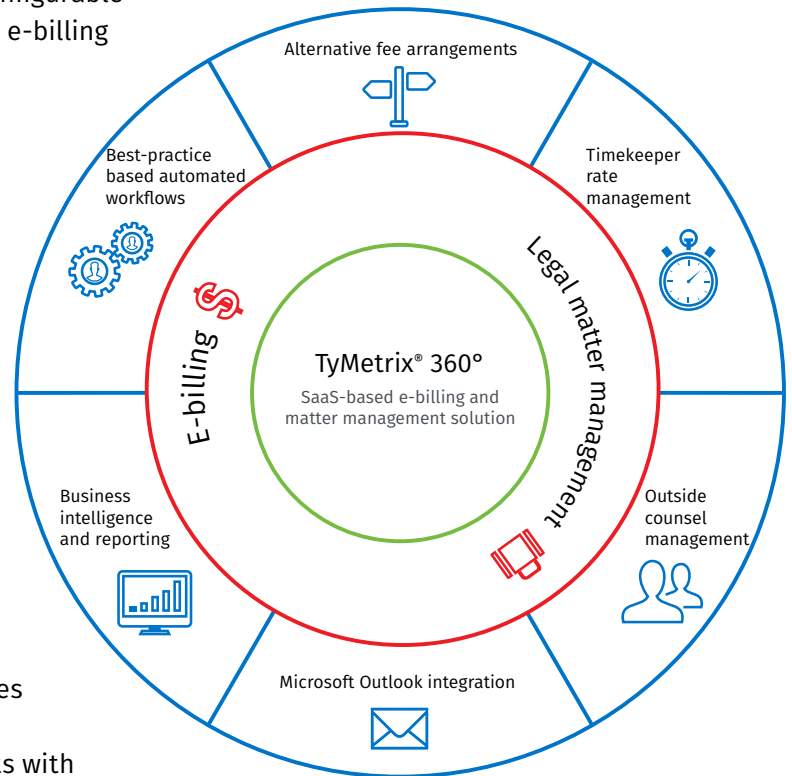 e-billing
Alternative fee arrangements
Best-practice
based automated
workflows
Timekeeper
rate
management
E-billing
Legal matter management
TyMetrix® 360°
SaaS-based e-billing and
matter management solution
Business
intelligence
and reporting
Outside
counsel
management
Microsoft Outlook integration
with